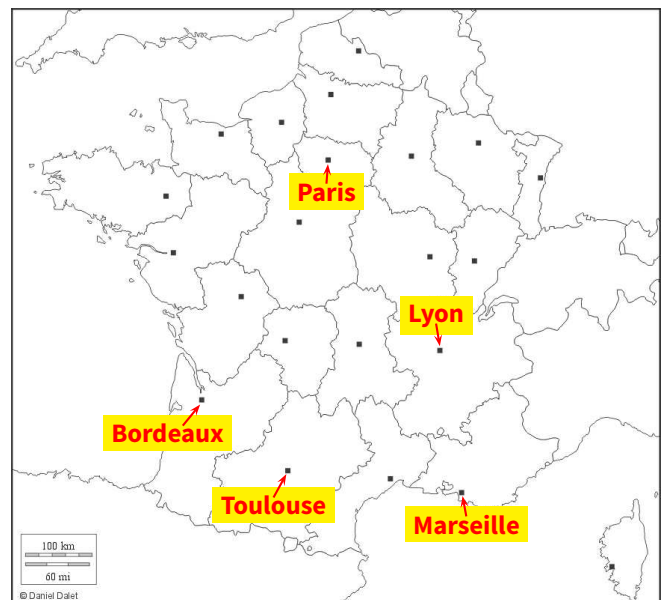 Paris
Lyon
Bordeaux
Toulouse
Marseille
100 km
60 mi
© Daniel Dalet